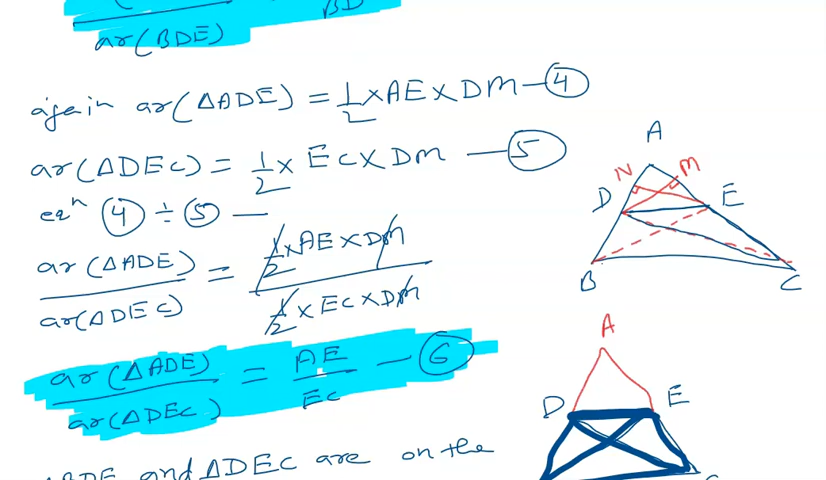 ar(BDE) BD
again ar(△ADE) = 1/2 × AE × DM — 4
ar(△DEC) = 1/2 × EC × DM — 5
eqⁿ 4 ÷ 5 —
ar(△ADE) / ar(△DEC) = 1/2 × AE × DM / 1/2 × EC × DM
ar(△ADE) / ar(△DEC) = AE / EC — 6
and △DEC are on the
A
N M
D E
B C
A
D E